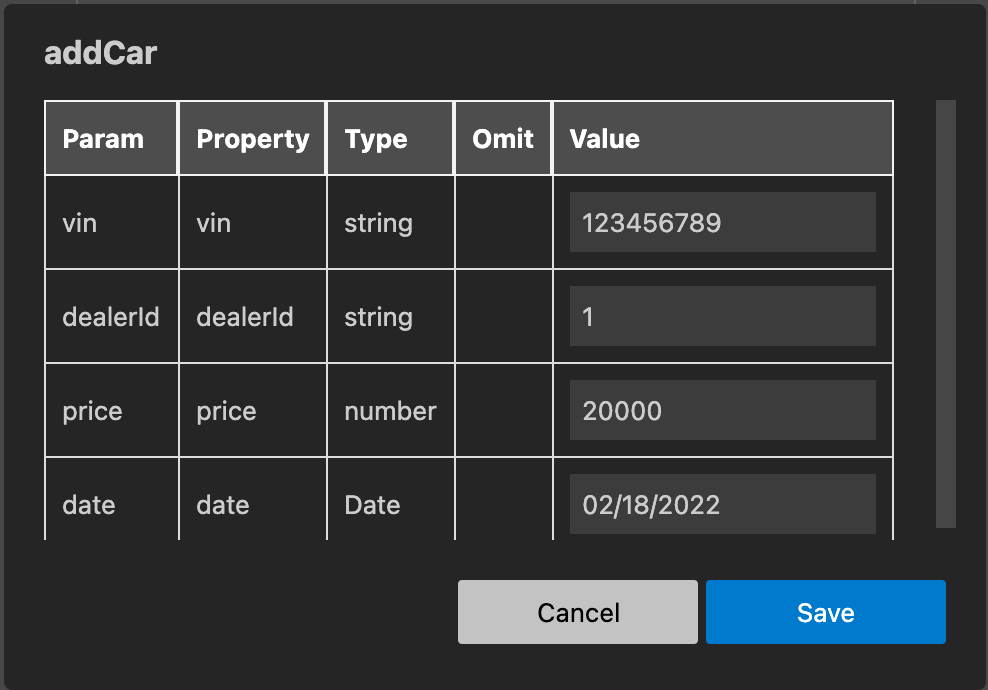 addCar
Param Property Type Omit Value
vin vin string 123456789
dealerId dealerId string 1
price price number 20000
date date Date 02/18/2022
Cancel Save